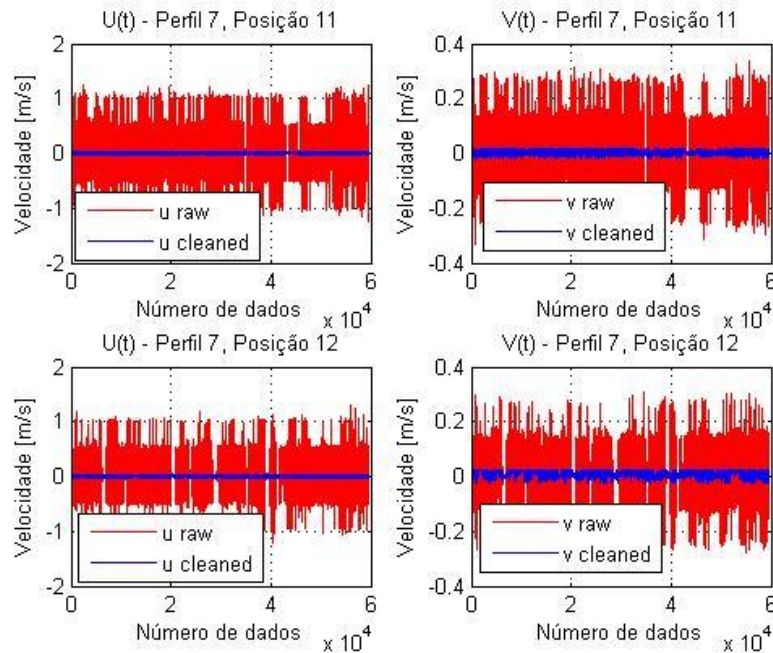 U(t) - Perfil 7, Posição 11
Velocidade [m/s]
2
1
0
-1
-2
u raw
u cleaned
0 2 4 6
Número de dados
x 10^4
V(t) - Perfil 7, Posição 11
Velocidade [m/s]
0.4
0.2
0
-0.2
-0.4
v raw
v cleaned
0 2 4 6
Número de dados
x 10^4
U(t) - Perfil 7, Posição 12
Velocidade [m/s]
2
1
0
-1
-2
u raw
u cleaned
0 2 4 6
Número de dados
x 10^4
V(t) - Perfil 7, Posição 12
Velocidade [m/s]
0.4
0.2
0
-0.2
-0.4
v raw
v cleaned
0 2 4 6
Número de dados
x 10^4